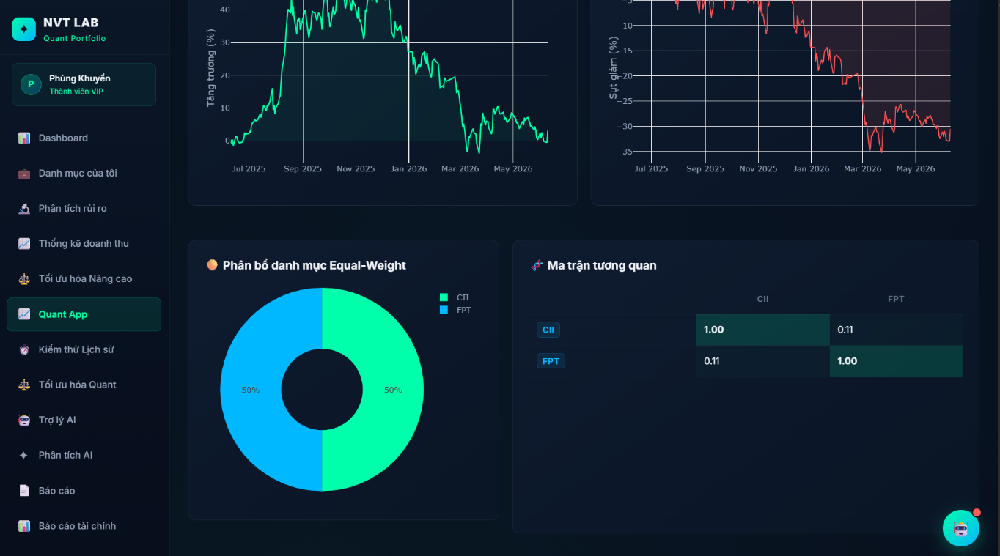 NVT LAB
Quant Portfolio
P
Phùng Khuyển
Thành viên VIP
Dashboard
Danh mục của tôi
Phân tích rủi ro
Thống kê doanh thu
Tối ưu hóa Nâng cao
Quant App
Kiểm thử Lịch sử
Tối ưu hóa Quant
Trợ lý AI
Phân tích AI
Báo cáo
Báo cáo tài chính
Tăng trưởng (%)
40
30
20
10
0
Jul 2025 Sep 2025 Nov 2025 Jan 2026 Mar 2026 May 2026
Sụt giảm (%)
−10
−15
−20
−25
−30
−35
Jul 2025 Sep 2025 Nov 2025 Jan 2026 Mar 2026 May 2026
Phân bổ danh mục Equal-Weight
CII
FPT
50% 50%
Ma trận tương quan
CII FPT
CII 1.00 0.11
FPT 0.11 1.00